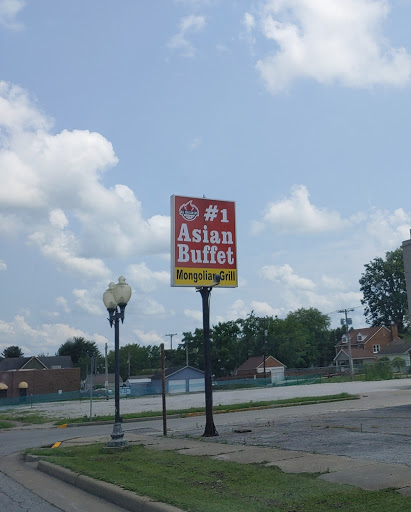 #1
Asian
Buffet
Mongolian Grill